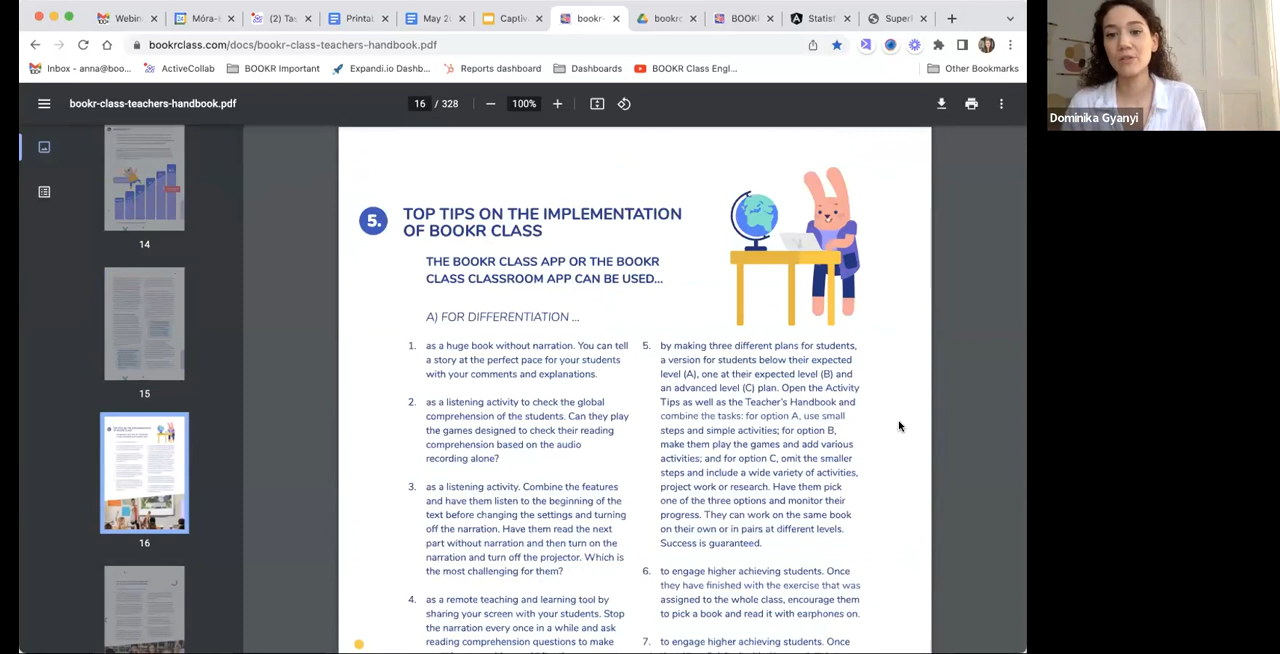 Webin
Móra-
(2) Ta
Printal
May 2
Captiv
bookr-
bookrc
BOOKI
Statist
Superl
bookrclass.com/docs/bookr-class-teachers-handbook.pdf
Inbox - anna@boo...
ActiveCollab
BOOKR Important
Expandi.io Dashb...
Reports dashboard
Dashboards
BOOKR Class Engl...
Other Bookmarks
bookr-class-teachers-handbook.pdf
16 / 328
100%
Dominika Gyanyi
14
15
16
5.
TOP TIPS ON THE IMPLEMENTATION
OF BOOKR CLASS
THE BOOKR CLASS APP OR THE BOOKR
CLASS CLASSROOM APP CAN BE USED...
A) FOR DIFFERENTIATION ...
1. as a huge book without narration. You can tell
a story at the perfect pace for your students
with your comments and explanations.
2. as a listening activity to check the global
comprehension of the students. Can they play
the games designed to check their reading
comprehension based on the audio
recording alone?
3. as a listening activity. Combine the features
and have them listen to the beginning of the
text before changing the settings and turning
off the narration. Have them read the next
part without narration and then turn on the
narration and turn off the projector. Which is
the most challenging for them?
4. as a remote teaching and learning tool by
sharing your screen with your students. Stop
the narration every once in a while and ask
reading comprehension questions to make
5. by making three different plans for students,
a version for students below their expected
level (A), one at their expected level (B) and
an advanced level (C) plan. Open the Activity
Tips as well as the Teacher's Handbook and
combine the tasks: for option A, use small
steps and simple activities; for option B,
make them play the games and add various
activities; and for option C, omit the smaller
steps and include a wide variety of activities,
project work or research. Have them pick
one of the three options and monitor their
progress. They can work on the same book
on their own or in pairs at different levels.
Success is guaranteed.
6. to engage higher achieving students. Once
they have finished with the exercise that was
assigned to the whole class, encourage them
to pick a book and read it with earphones on.
7. to engage higher achieving students. Once